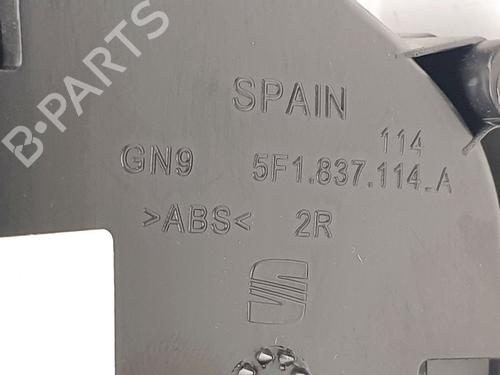 B-PARTS
SPAIN
114
GN9 5F1.837.114.A
>ABS< 2R